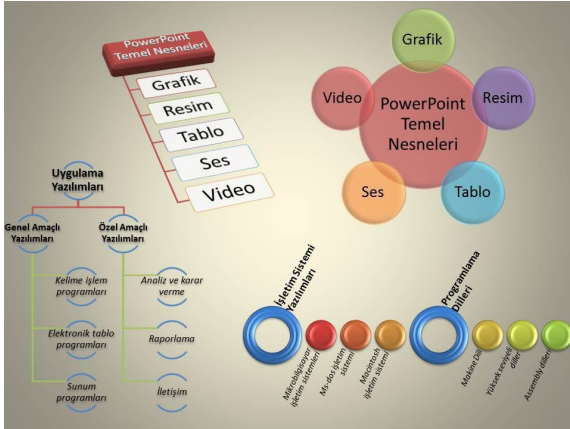 PowerPoint
Temel Nesneleri
Grafik
Resim
Tablo
Ses
Video
Grafik
Video
PowerPoint
Temel
Nesneleri
Resim
Ses
Tablo
Uygulama
Yazılımları
Genel Amaçlı
Yazılımları
Özel Amaçlı
Yazılımları
Kelime işlem
programları
Analiz ve karar
verme
Elektronik tablo
programları
Raporlama
Sunum
programları
İletişim
İşletim Sistemi
Yazılımları
Mikrobilgisayar
işletim sistemleri
Ms-dos işletim
sistemi
Macintosh
işletim sistemi
Programlama
Dilleri
Makine Dili
Yüksek seviyeli
diller
Assembly dilleri